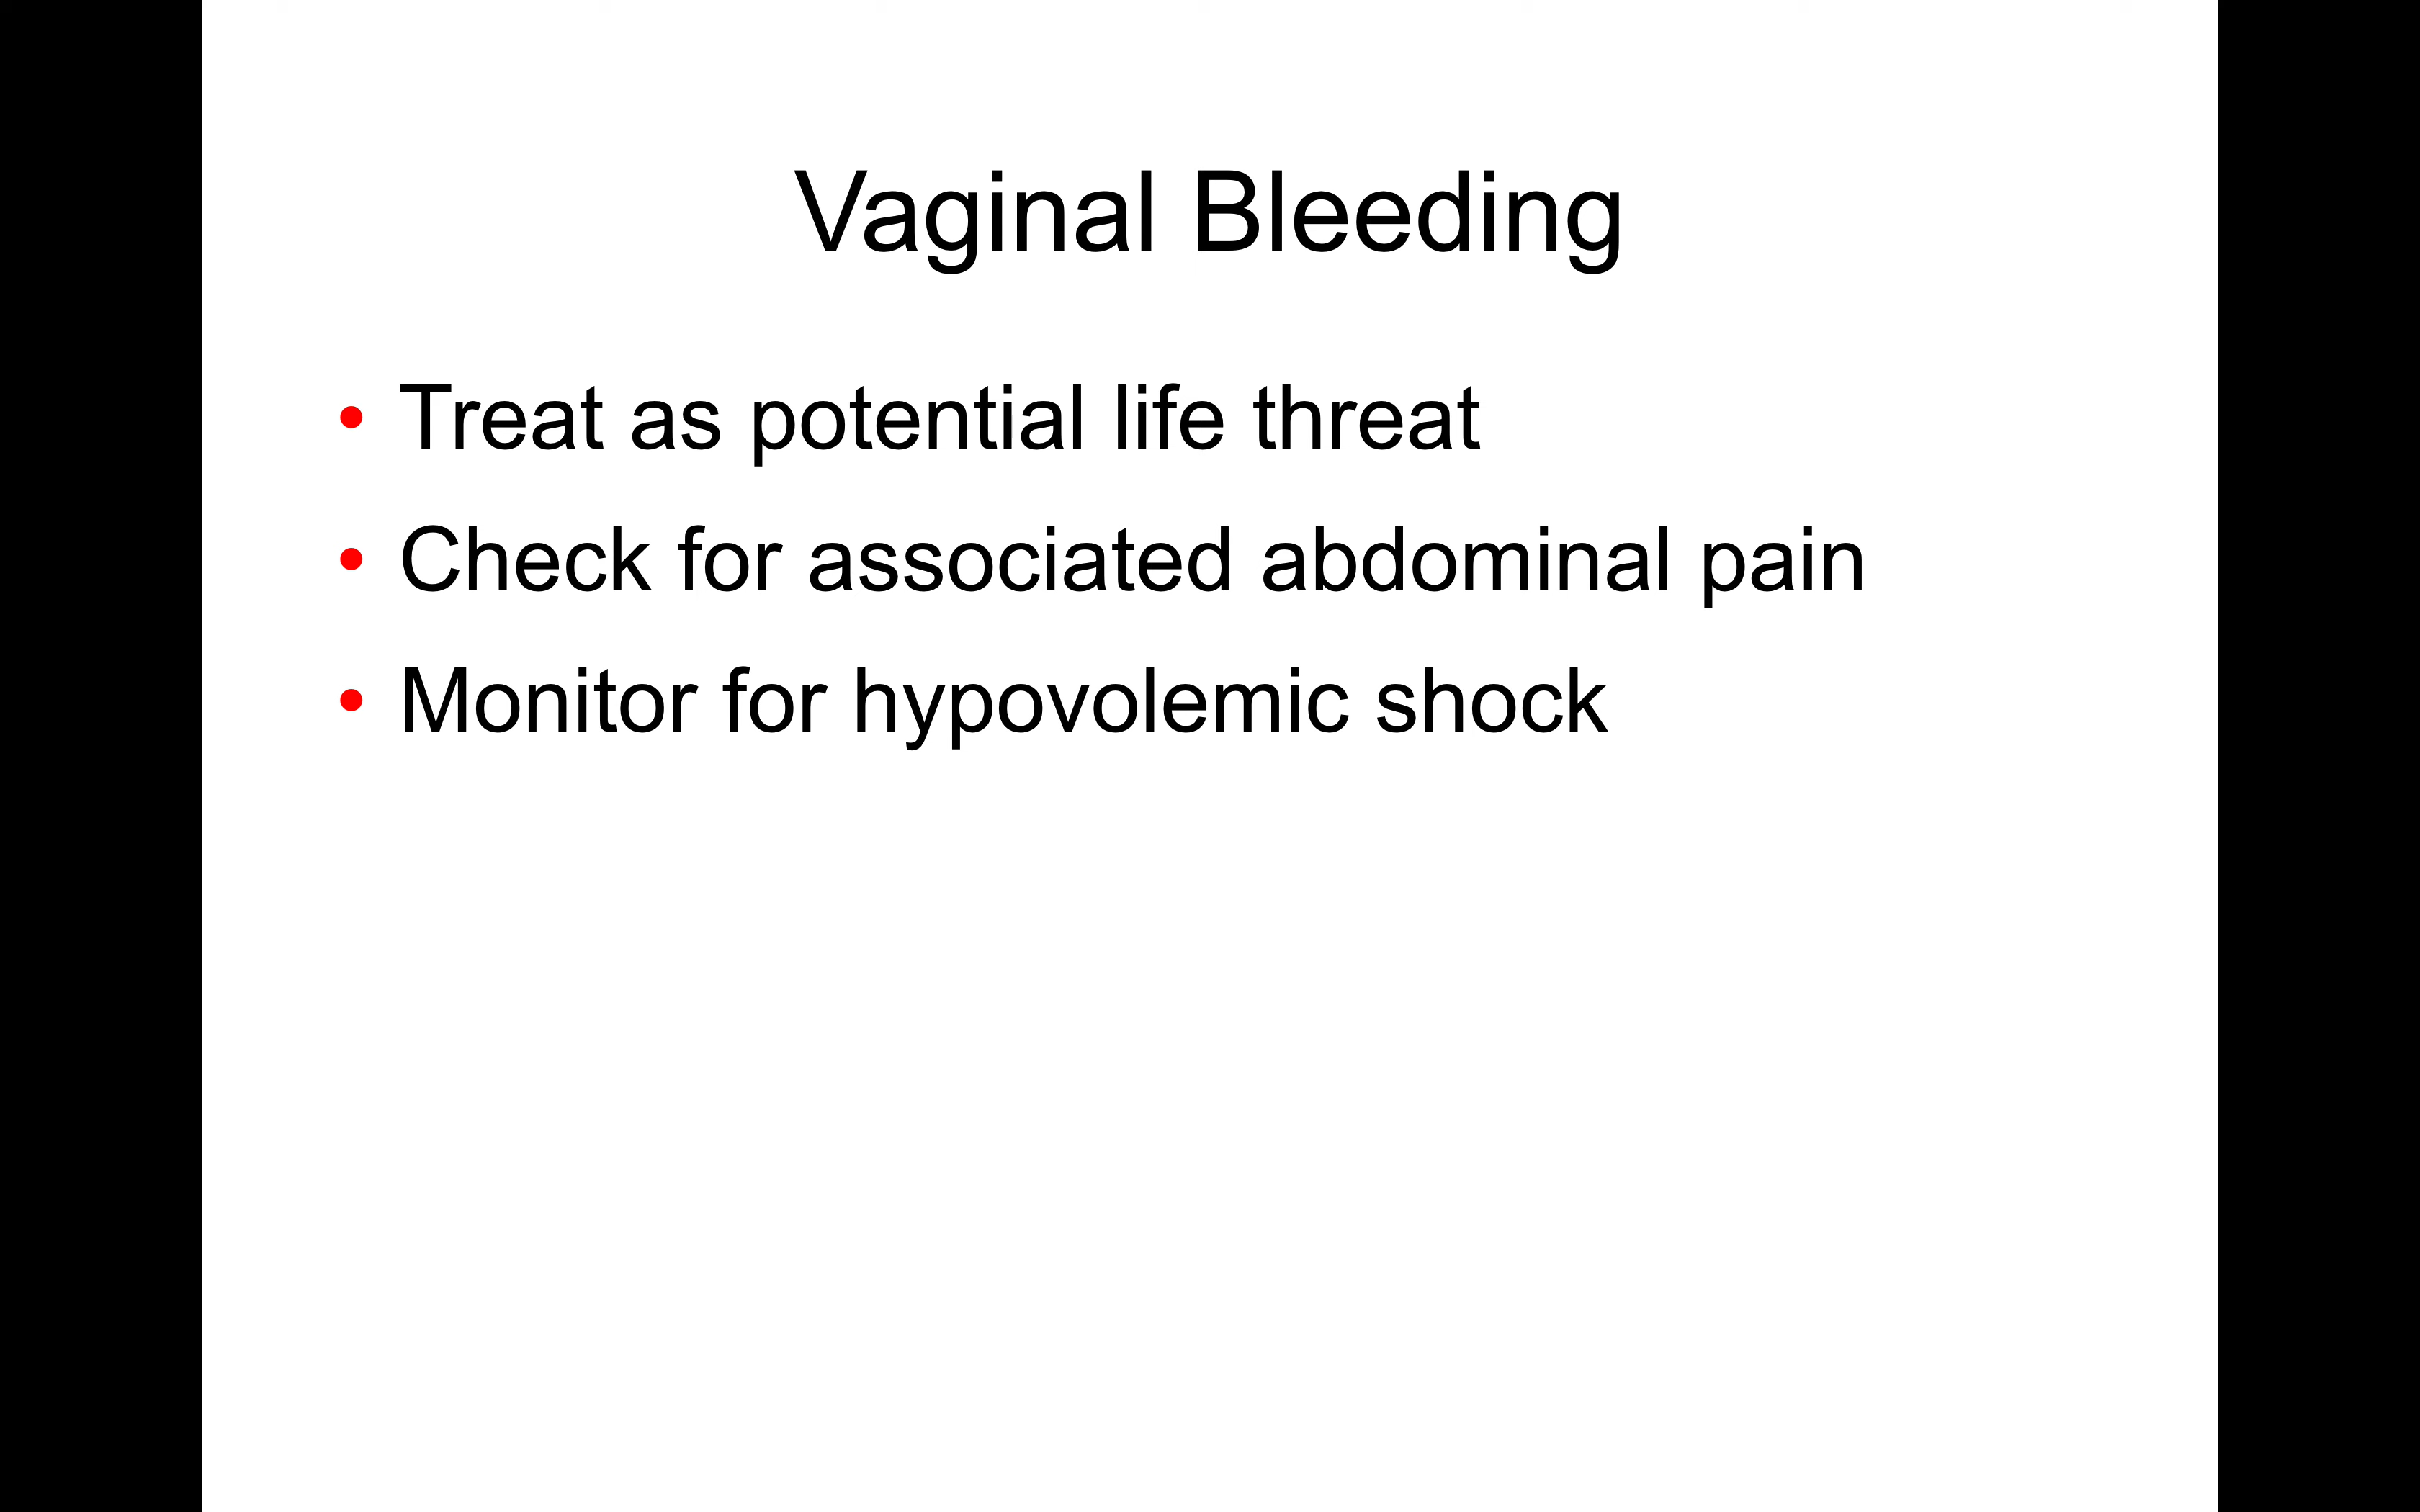 Vaginal Bleeding
• Treat as potential life threat
• Check for associated abdominal pain
• Monitor for hypovolemic shock